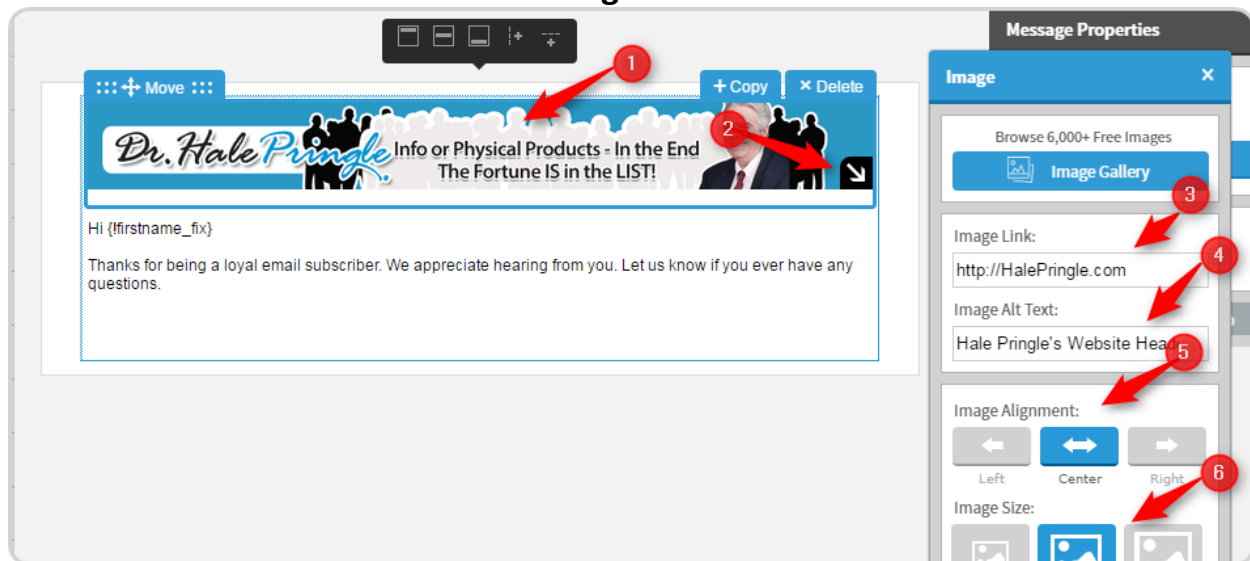 Message Properties
Move
+ Copy
× Delete
Image
×
Browse 6,000+ Free Images
Image Gallery
Dr. Hale Pringle
Info or Physical Products - In the End
The Fortune IS in the LIST!
1
2
3
4
5
6
Hi {!firstname_fix}
Thanks for being a loyal email subscriber. We appreciate hearing from you. Let us know if you ever have any
questions.
Image Link:
http://HalePringle.com
Image Alt Text:
Hale Pringle's Website Head
Image Alignment:
Left
Center
Right
Image Size: